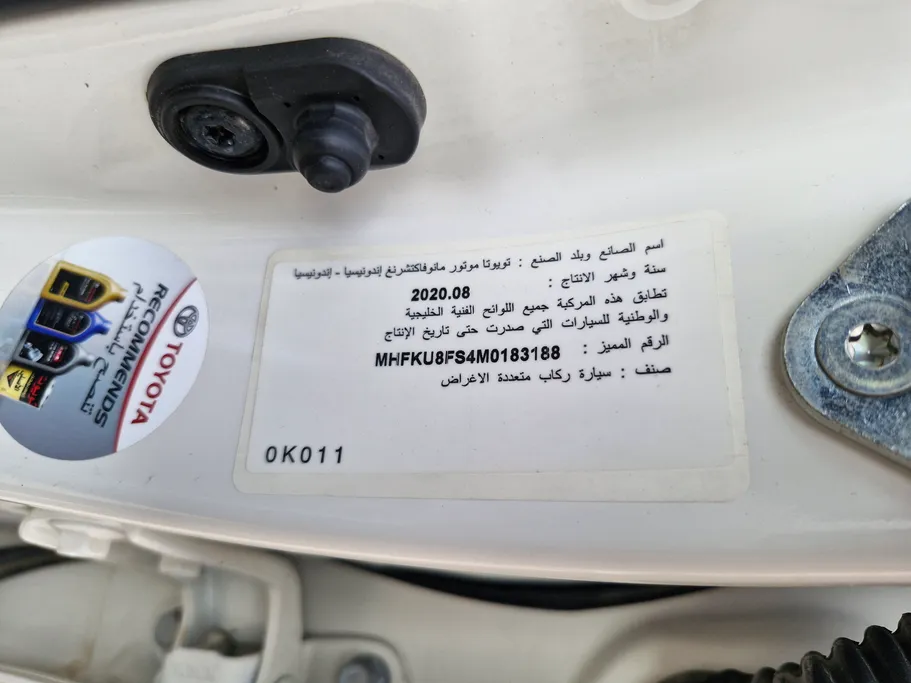 اسم الصانع وبلد الصنع : تويوتا موتور مانوفاكتشرنغ إندونيسيا - إندونيسيا
سنة وشهر الانتاج : 2020.08
تطابق هذه المركبة جميع اللوائح الفنية الخليجية
والوطنية للسيارات التي صدرت حتى تاريخ الإنتاج
الرقم المميز : MHFKU8FS4M0183188
صنف : سيارة ركاب متعددة الاغراض
0K011
TOYOTA
RECOMMENDS
تنصح باستخدام